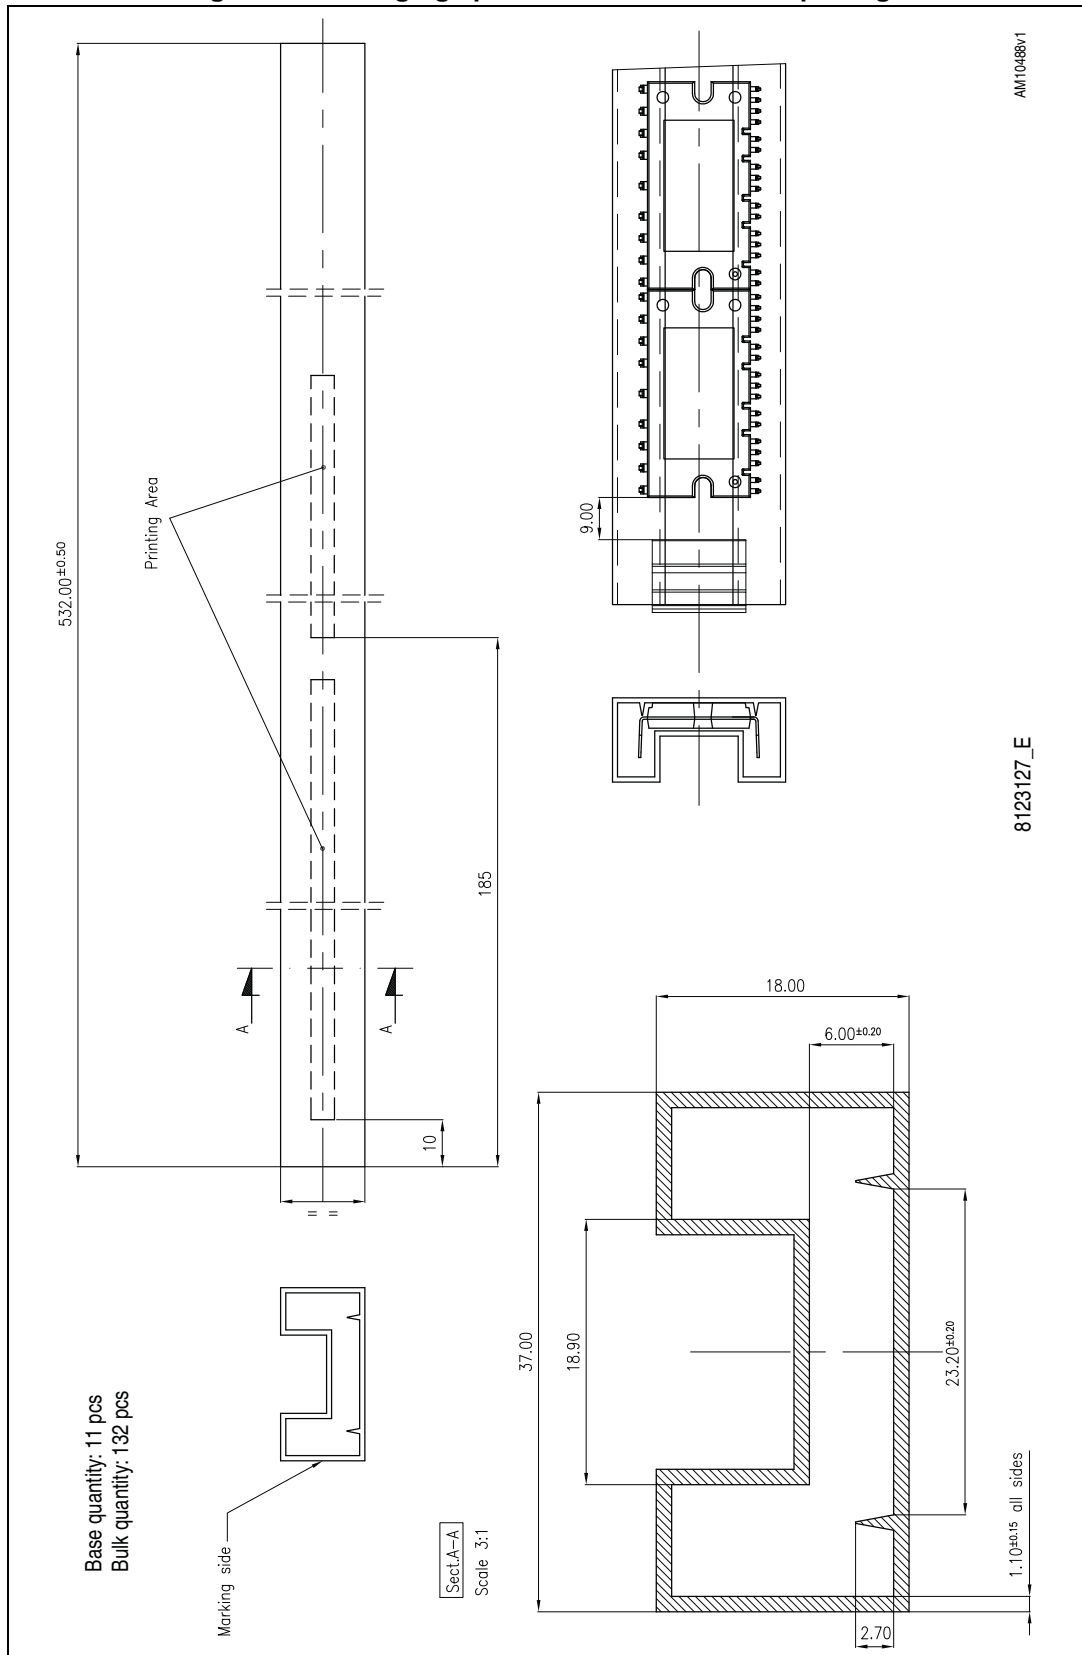 AM10488v1
532.00±0.50
Printing Area
9.00
185
A
A
10
= =
8123127_E
18.00
6.00±0.20
37.00
18.90
23.20±0.20
1.10±0.15 all sides
2.70
Base quantity: 11 pcs
Bulk quantity: 132 pcs
Marking side
Sect.A-A
Scale 3:1